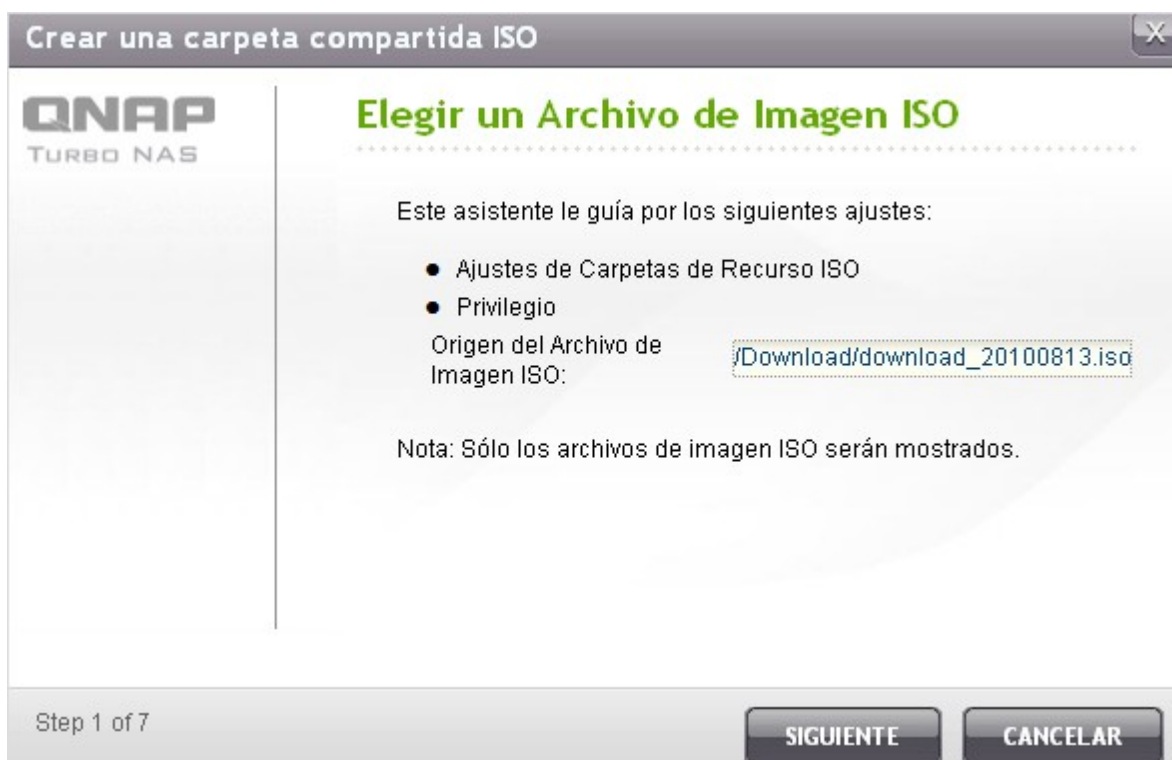 Crear una carpeta compartida ISO
X
QNAP
TURBO NAS
Elegir un Archivo de Imagen ISO
Este asistente le guía por los siguientes ajustes:
Ajustes de Carpetas de Recurso ISO
Privilegio
Origen del Archivo de
Imagen ISO:
/Download/download_20100813.iso
Nota: Sólo los archivos de imagen ISO serán mostrados.
Step 1 of 7
SIGUIENTE
CANCELAR